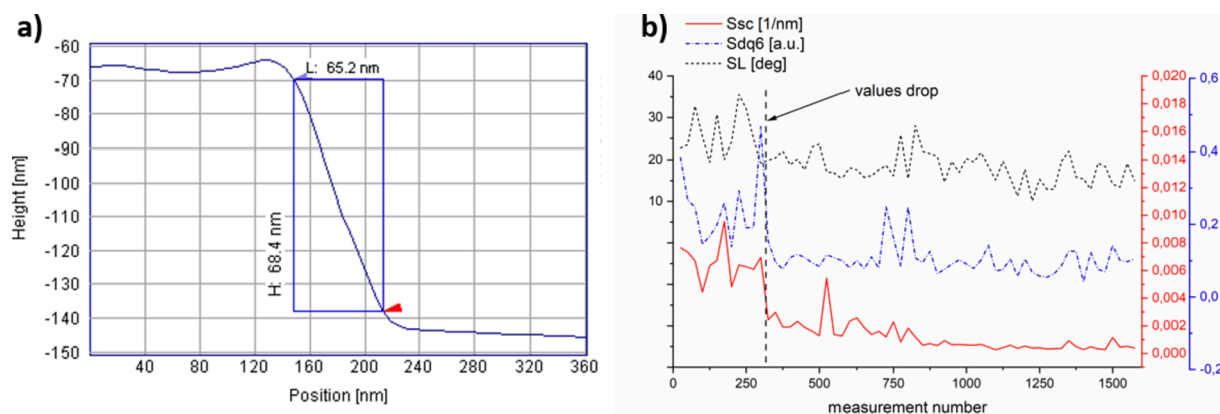 a)
-60
-70
-80
-90
-100
-110
-120
-130
-140
-150
Height [nm]
L: 65.2 nm
H: 68.4 nm
40 80 120 160 200 240 280 320 361
Position [nm]
b)
Ssc [1/nm]
Sdq6 [a.u.]
SL [deg]
values drop
40
30
20
10
0,020
0,018
0,016
0,014
0,012
0,010
0,008
0,006
0,004
0,002
0,000
0,6
0,4
0,2
0,0
-0,2
0 250 500 750 1000 1250 1500
measurement number